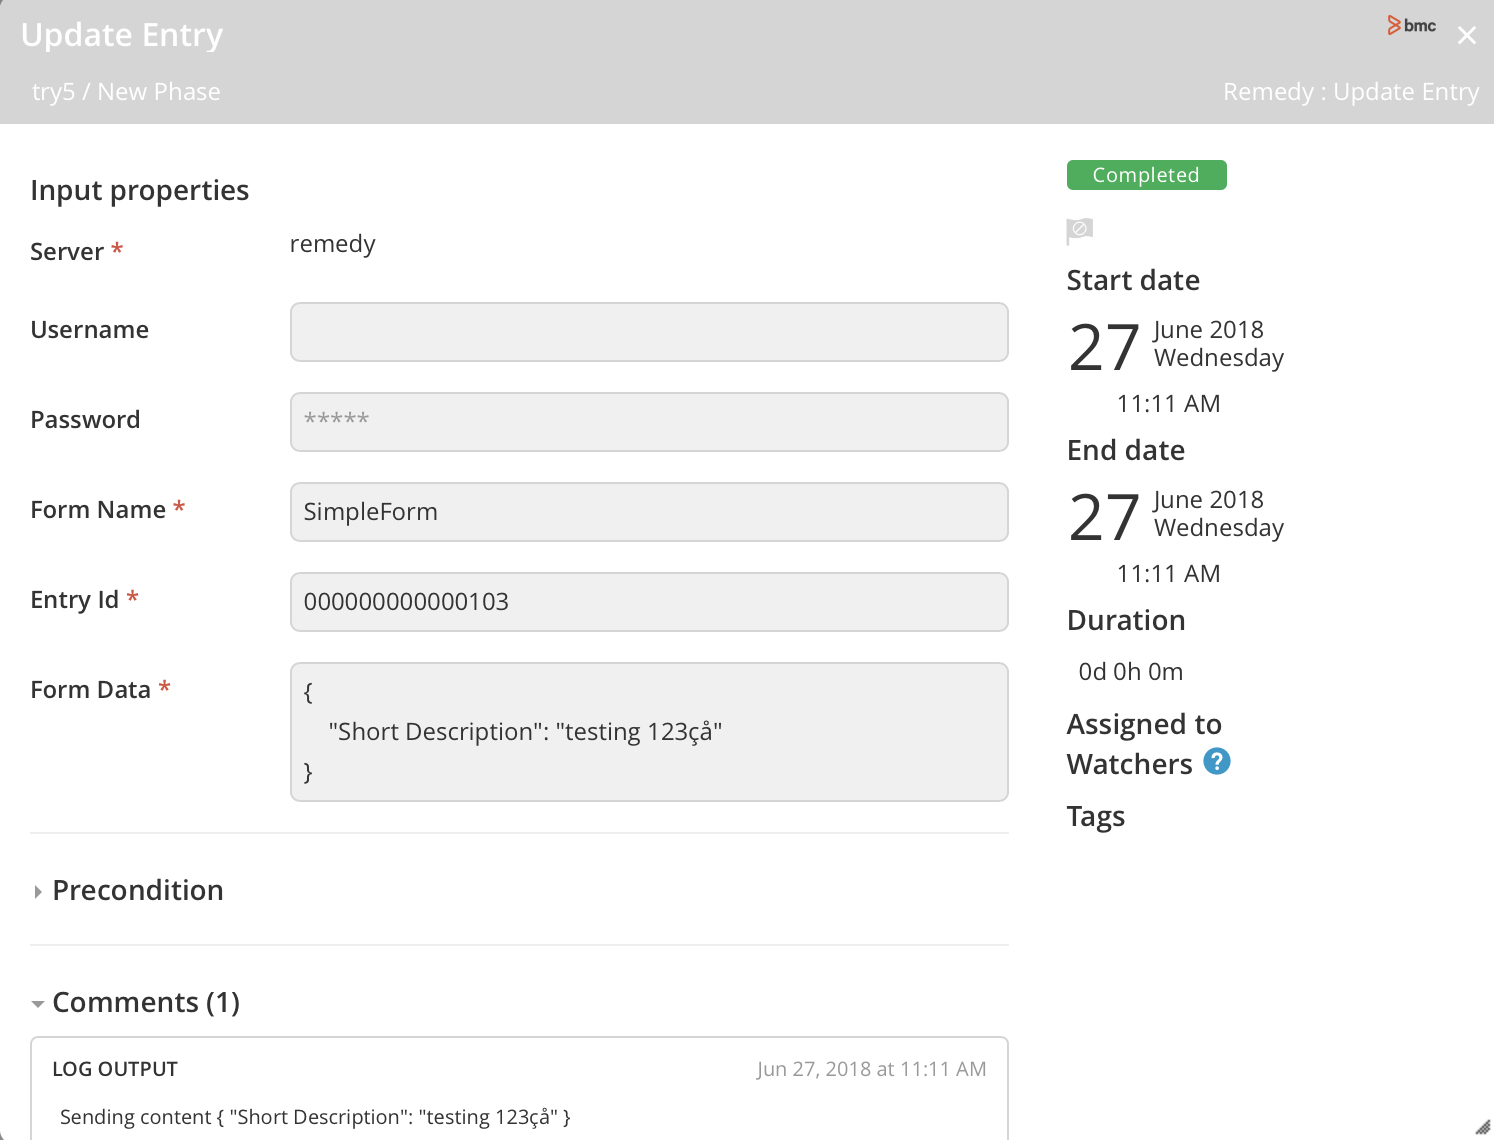 Update Entry
bmc
try5 / New Phase
Remedy : Update Entry
Input properties
Server *
remedy
Username
Password
*****
Form Name *
SimpleForm
Entry Id *
000000000000103
Form Data *
{
"Short Description": "testing 123çå"
}
Precondition
Comments (1)
LOG OUTPUT
Jun 27, 2018 at 11:11 AM
Sending content { "Short Description": "testing 123çå" }
Completed
Start date
27
June 2018
Wednesday
11:11 AM
End date
27
June 2018
Wednesday
11:11 AM
Duration
0d 0h 0m
Assigned to
Watchers ?
Tags